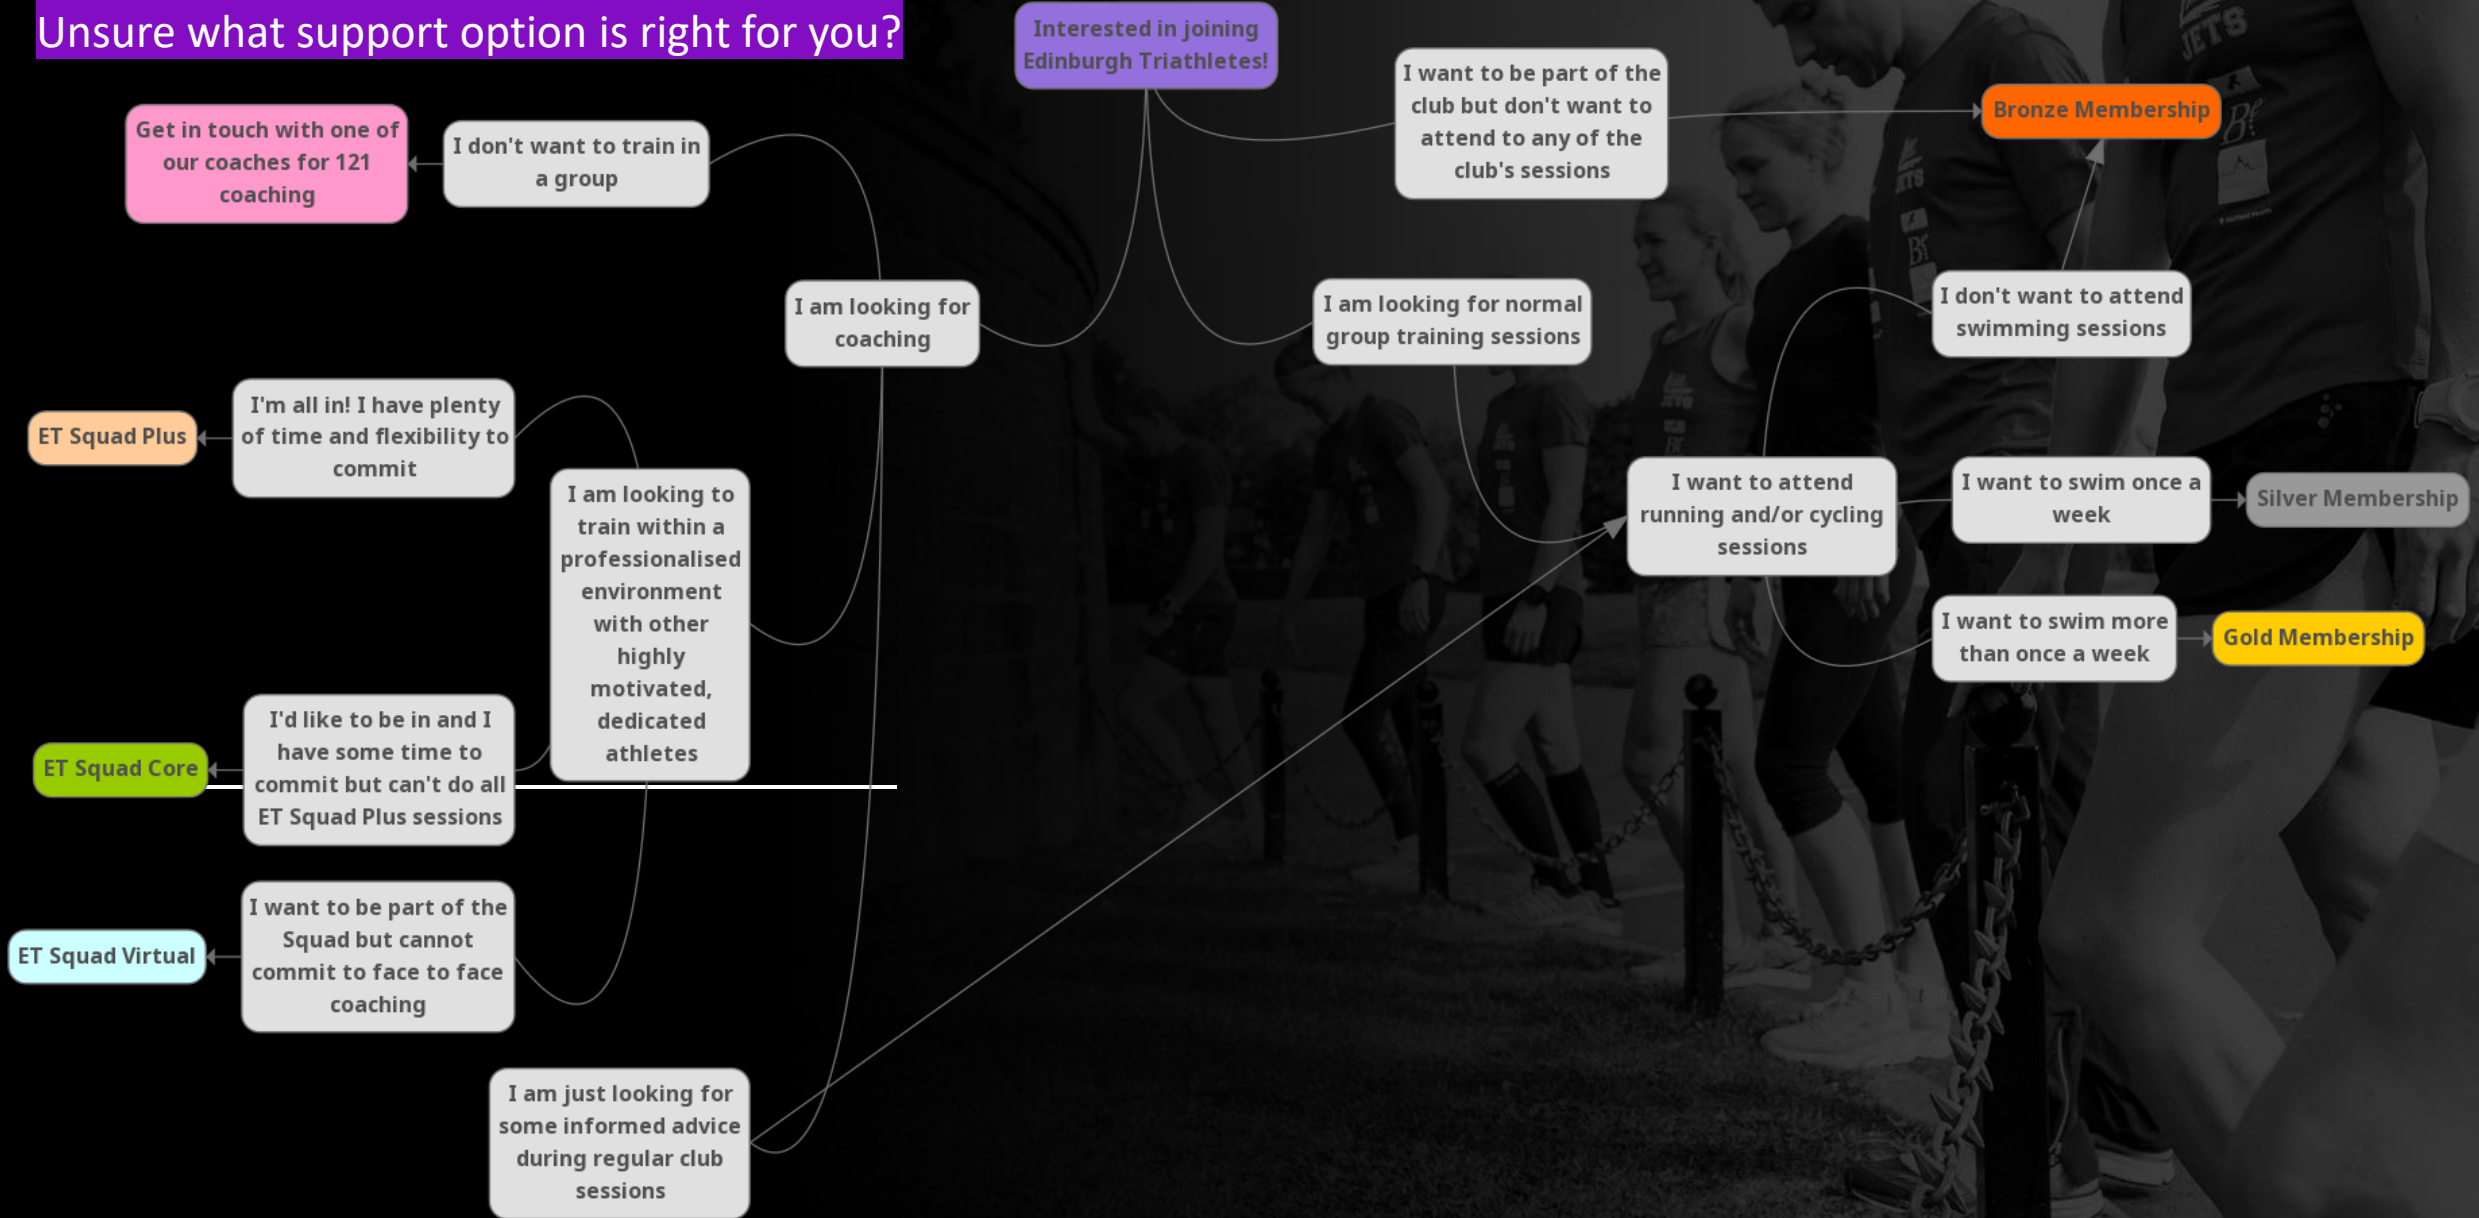 Unsure what support option is right for you?
Interested in joining
Edinburgh Triathletes!
I want to be part of the
club but don't want to
attend to any of the
club's sessions
Bronze Membership
Get in touch with one of
our coaches for 121
coaching
I don't want to train in
a group
I am looking for
coaching
I am looking for normal
group training sessions
I don't want to attend
swimming sessions
ET Squad Plus
I'm all in! I have plenty
of time and flexibility to
commit
I am looking to
train within a
professionalised
environment
with other
highly
motivated,
dedicated
athletes
I want to attend
running and/or cycling
sessions
I want to swim once a
week
Silver Membership
I want to swim more
than once a week
Gold Membership
ET Squad Core
I'd like to be in and I
have some time to
commit but can't do all
ET Squad Plus sessions
ET Squad Virtual
I want to be part of the
Squad but cannot
commit to face to face
coaching
I am just looking for
some informed advice
during regular club
sessions
JETS